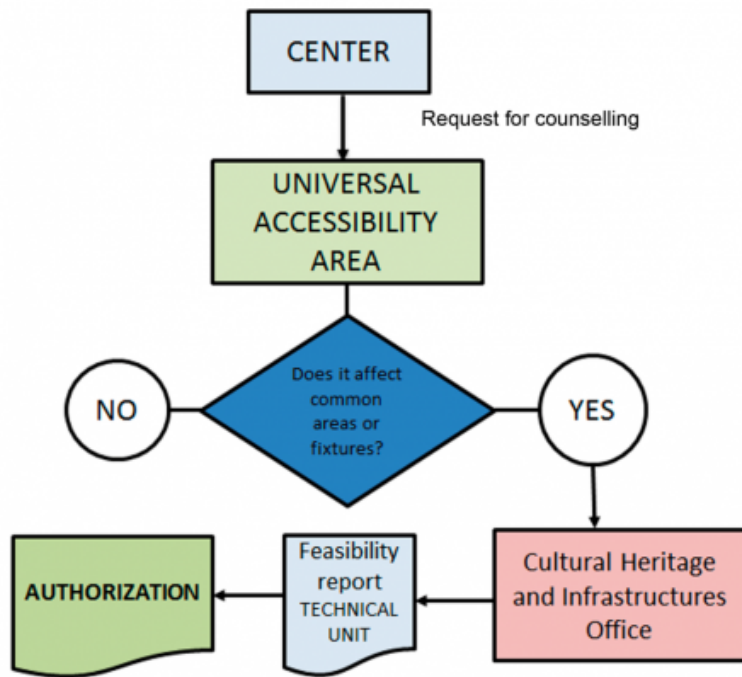 CENTER
Request for counselling
UNIVERSAL
ACCESSIBILITY
AREA
Does it affect
common
areas or
fixtures?
NO
YES
Cultural Heritage
and Infrastructures
Office
Feasibility
report
TECHNICAL
UNIT
AUTHORIZATION